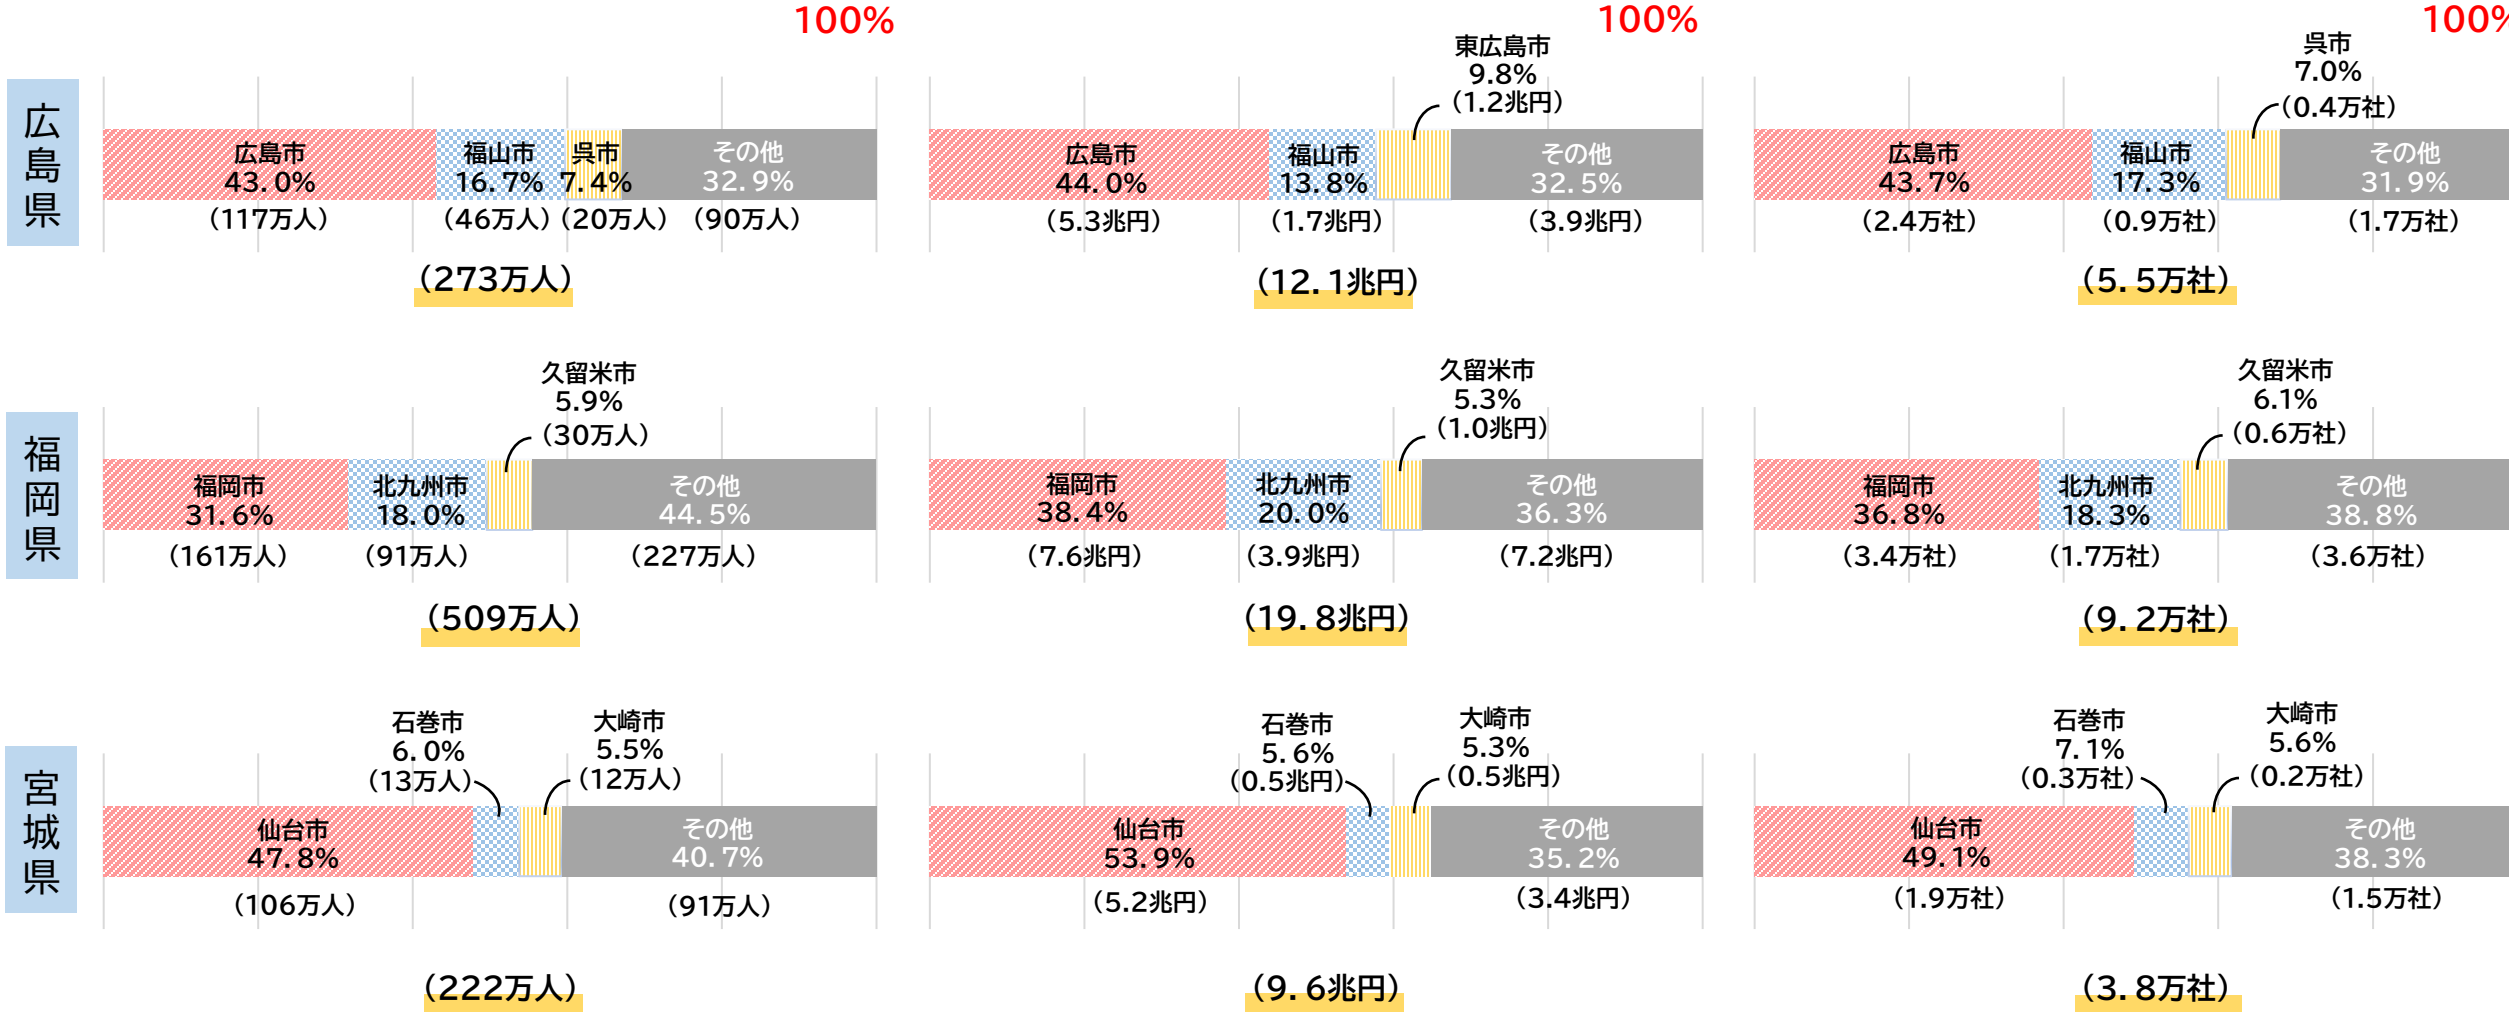 100%
100%
100%
広島県
広島市
43.0%
(117万人)
福山市
16.7%
(46万人)
呉市
7.4%
(20万人)
その他
32.9%
(90万人)
(273万人)
広島市
44.0%
(5.3兆円)
福山市
13.8%
(1.7兆円)
東広島市
9.8%
(1.2兆円)
その他
32.5%
(3.9兆円)
(12.1兆円)
広島市
43.7%
(2.4万社)
福山市
17.3%
(0.9万社)
呉市
7.0%
(0.4万社)
その他
31.9%
(1.7万社)
(5.5万社)
福岡県
福岡市
31.6%
(161万人)
北九州市
18.0%
(91万人)
久留米市
5.9%
(30万人)
その他
44.5%
(227万人)
(509万人)
福岡市
38.4%
(7.6兆円)
北九州市
20.0%
(3.9兆円)
久留米市
5.3%
(1.0兆円)
その他
36.3%
(7.2兆円)
(19.8兆円)
福岡市
36.8%
(3.4万社)
北九州市
18.3%
(1.7万社)
久留米市
6.1%
(0.6万社)
その他
38.8%
(3.6万社)
(9.2万社)
宮城県
仙台市
47.8%
(106万人)
石巻市
6.0%
(13万人)
大崎市
5.5%
(12万人)
その他
40.7%
(91万人)
(222万人)
仙台市
53.9%
(5.2兆円)
石巻市
5.6%
(0.5兆円)
大崎市
5.3%
(0.5兆円)
その他
35.2%
(3.4兆円)
(9.6兆円)
仙台市
49.1%
(1.9万社)
石巻市
7.1%
(0.3万社)
大崎市
5.6%
(0.2万社)
その他
38.3%
(1.5万社)
(3.8万社)